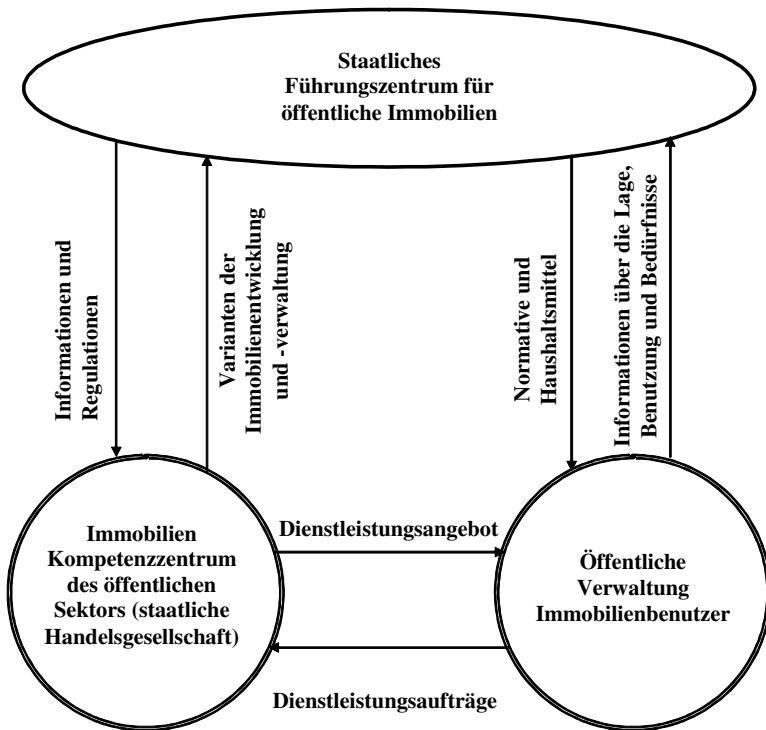 Staatliches
Führungszentrum für
öffentliche Immobilien
Informationen und
Regulationen
Varianten der
Immobilienentwicklung
und -verwaltung
Normative und
Haushaltsmittel
Informationen über die Lage,
Benutzung und Bedürfnisse
Immobilien
Kompetenzzentrum
des öffentlichen
Sektors (staatliche
Handelsgesellschaft)
Dienstleistungsangebot
Öffentliche
Verwaltung
Immobilienbenutzer
Dienstleistungsaufträge